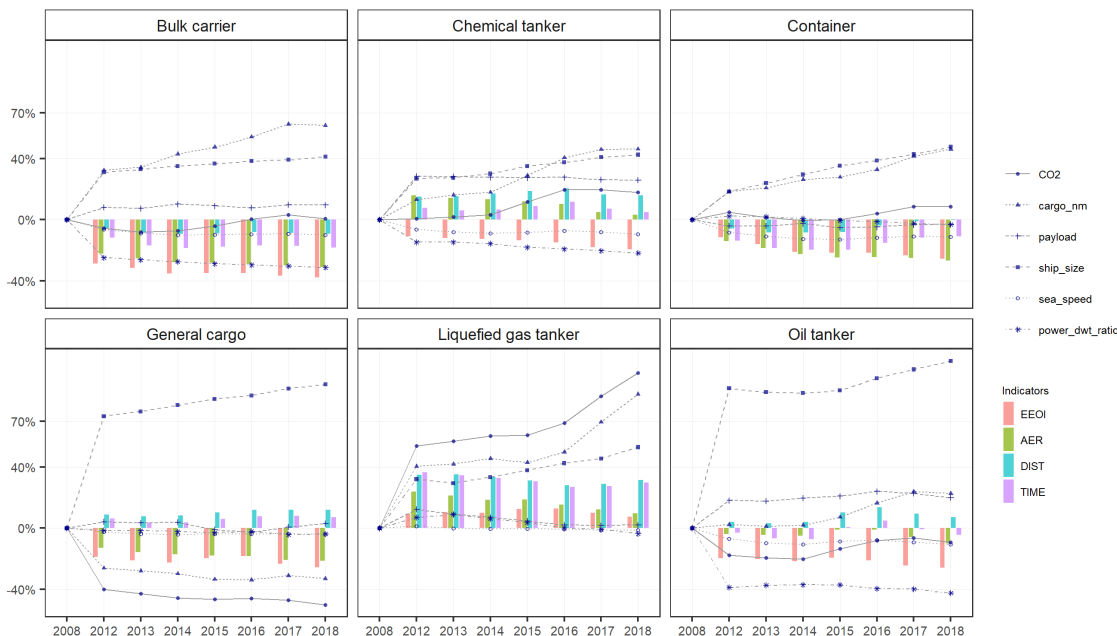 Bulk carrier
Chemical tanker
Container
70%
40%
0%
-40%
CO2
cargo_nm
payload
ship_size
sea_speed
power_dwt_ratio
General cargo
Liquefied gas tanker
Oil tanker
70%
40%
0%
-40%
Indicators
EEOI
AER
DIST
TIME
2008 2012 2013 2014 2015 2016 2017 2018 2008 2012 2013 2014 2015 2016 2017 2018 2008 2012 2013 2014 2015 2016 2017 2018